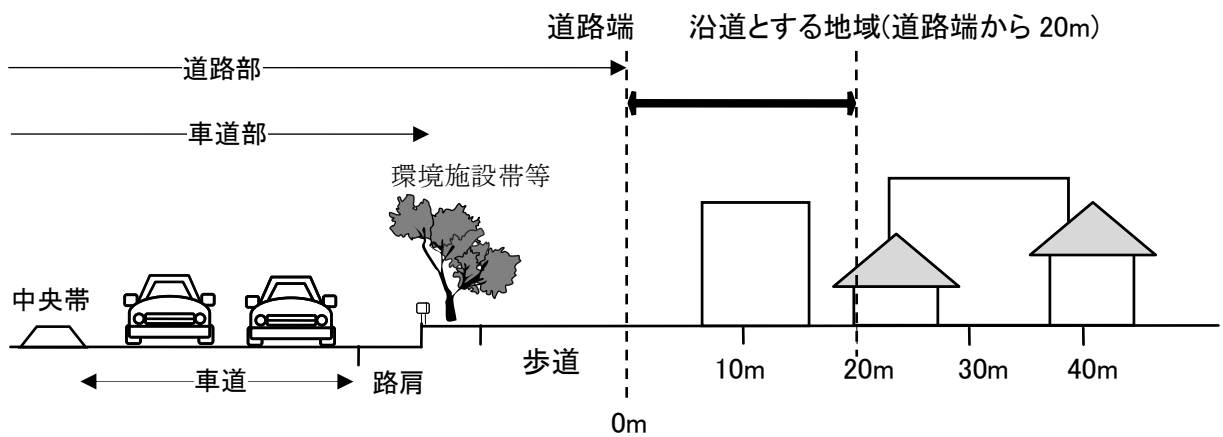 道路端
沿道とする地域(道路端から 20m)
道路部
車道部
環境施設帯等
中央帯
車道
路肩
歩道
10m
20m
30m
40m
0m